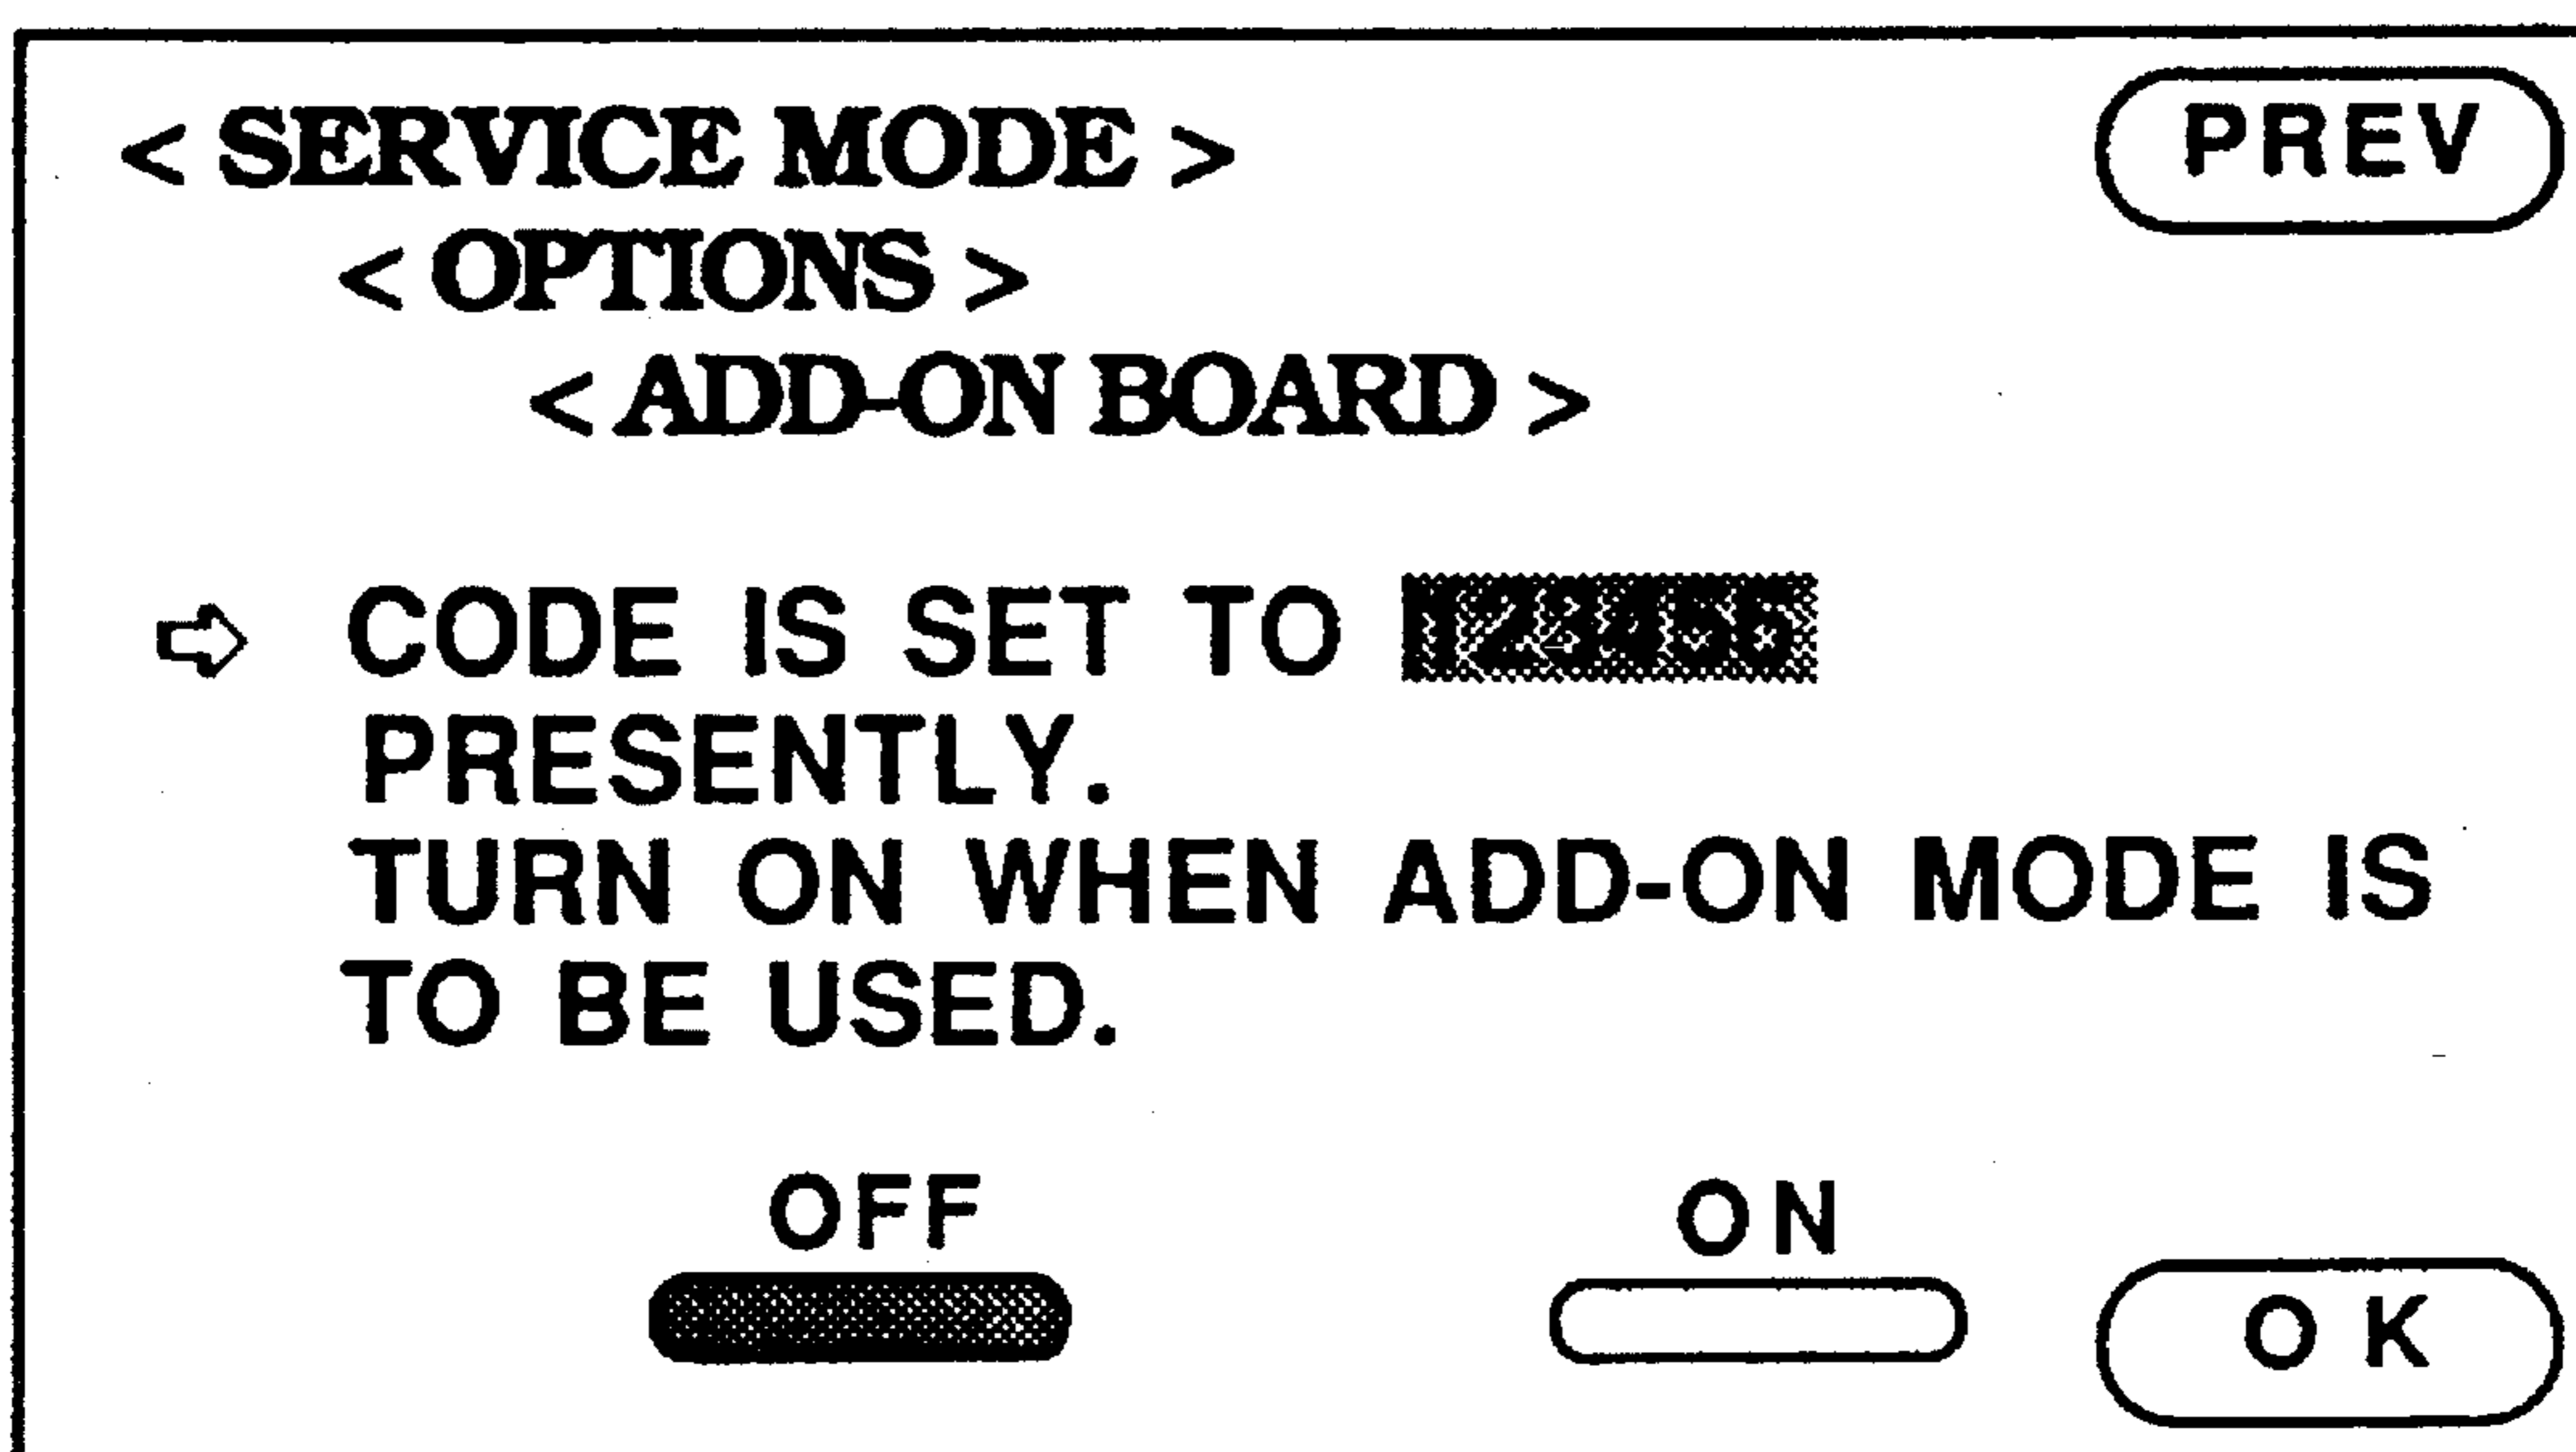 < SERVICE MODE >
PREV
< OPTIONS >
< ADD-ON BOARD >
⇨ CODE IS SET TO
PRESENTLY.
TURN ON WHEN ADD-ON MODE IS
TO BE USED.
OFF
ON
OK